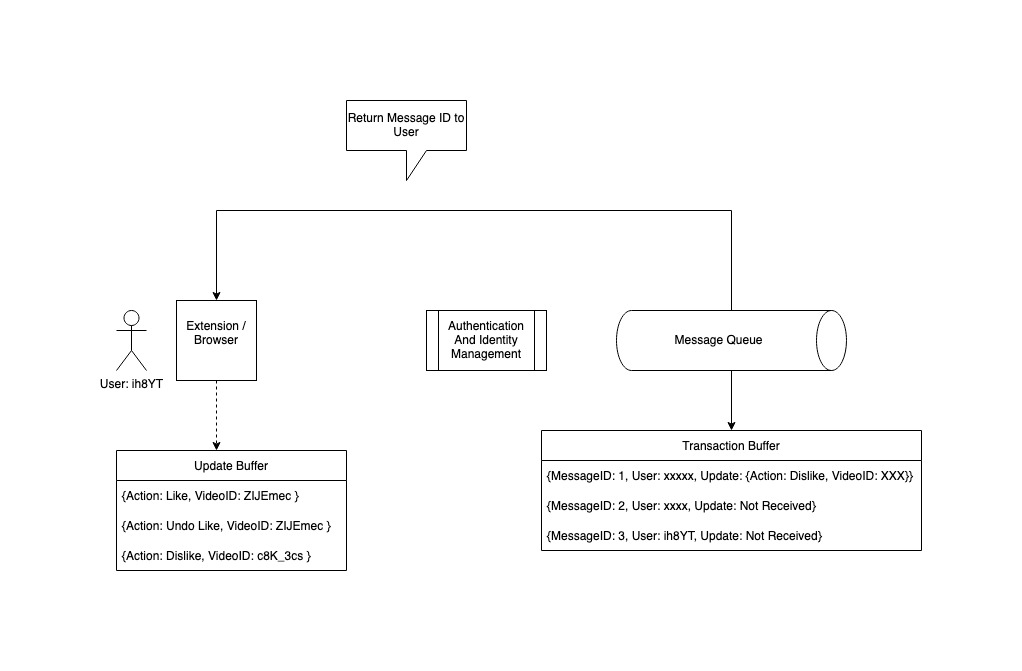 Return Message ID to
User
Extension /
Browser
Authentication
And Identity
Management
Message Queue
User: ih8YT
Update Buffer
{Action: Like, VideoID: ZIJEmec }
{Action: Undo Like, VideoID: ZIJEmec }
{Action: Dislike, VideoID: c8K_3cs }
Transaction Buffer
{MessageID: 1, User: xxxxx, Update: {Action: Dislike, VideoID: XXX}}
{MessageID: 2, User: xxxx, Update: Not Received}
{MessageID: 3, User: ih8YT, Update: Not Received}